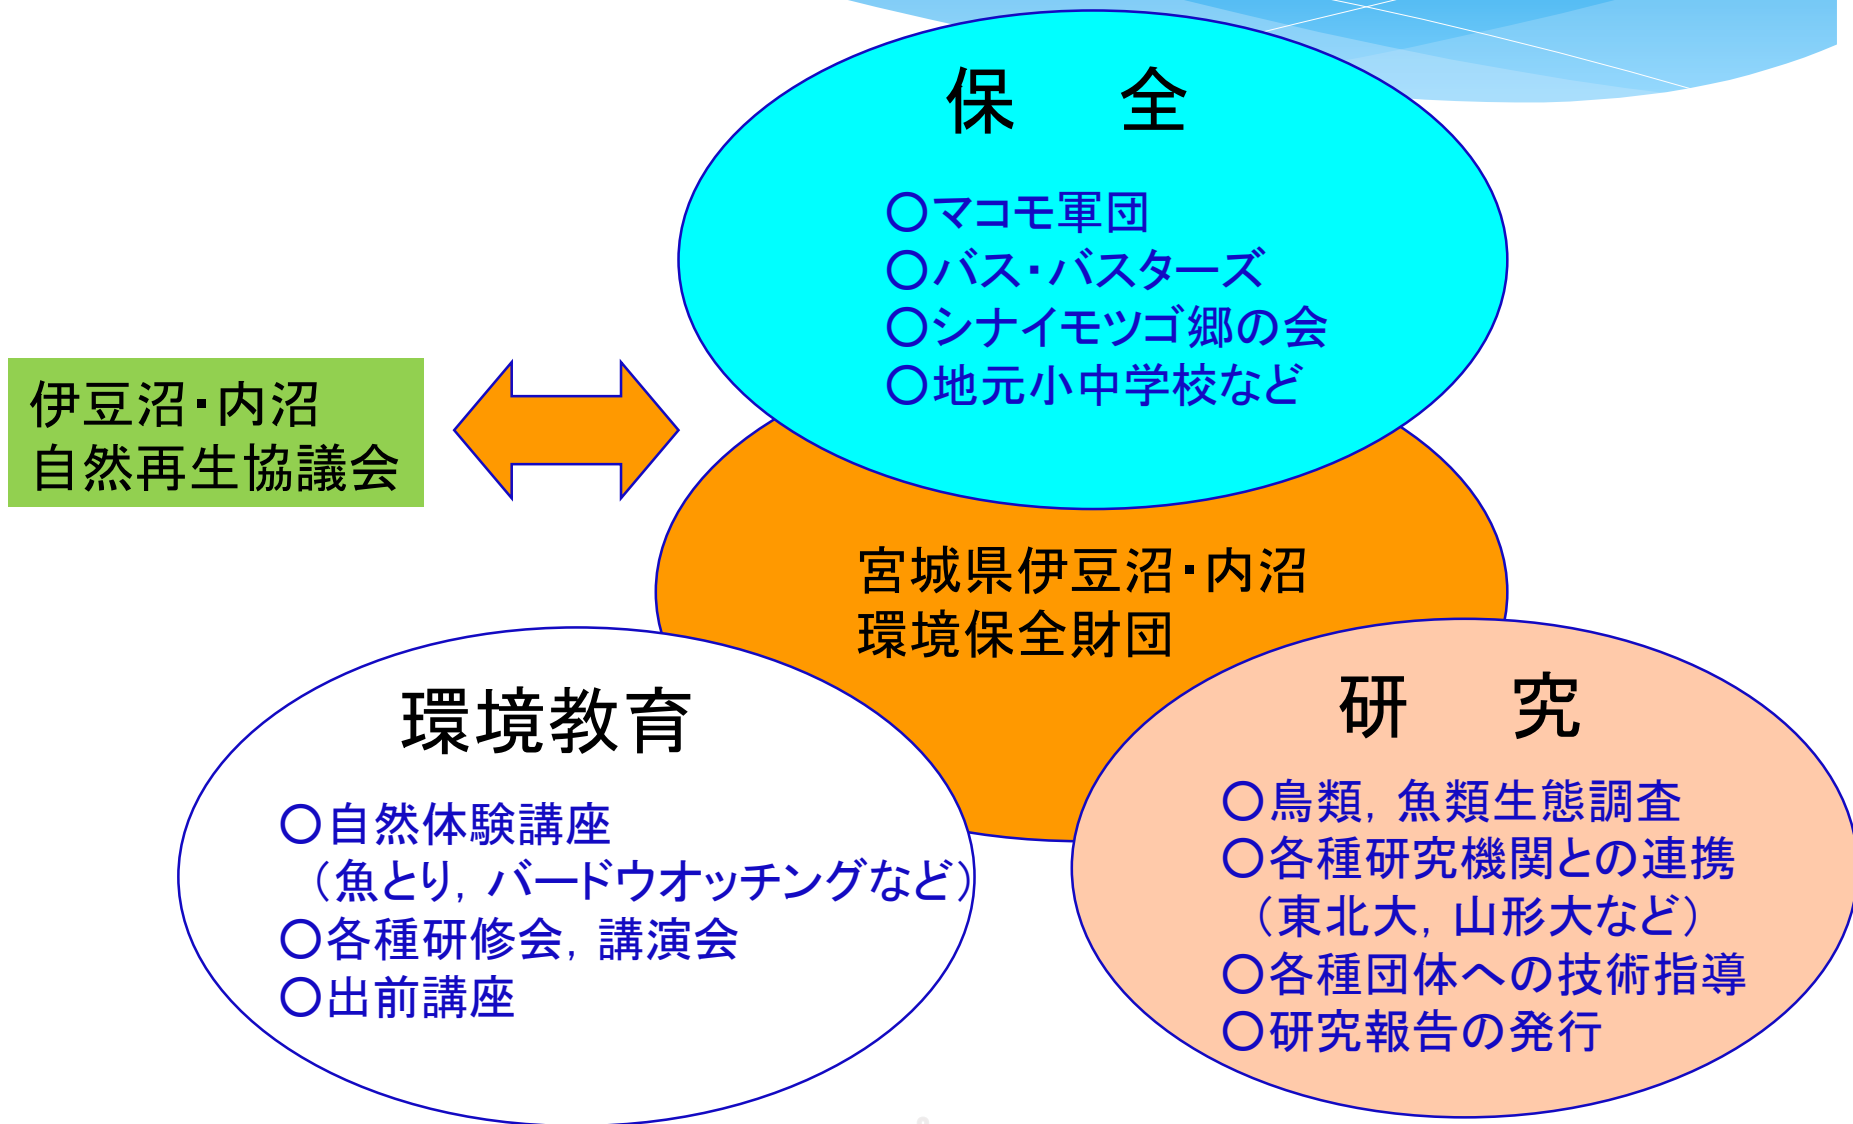 保　全
○マコモ軍団
○バス・バスターズ
○シナイモツゴ郷の会
○地元小中学校など
伊豆沼・内沼
自然再生協議会
宮城県伊豆沼・内沼
環境保全財団
環境教育
○自然体験講座
（魚とり，バードウオッチングなど）
○各種研修会，講演会
○出前講座
研　究
○鳥類，魚類生態調査
○各種研究機関との連携
（東北大，山形大など）
○各種団体への技術指導
○研究報告の発行